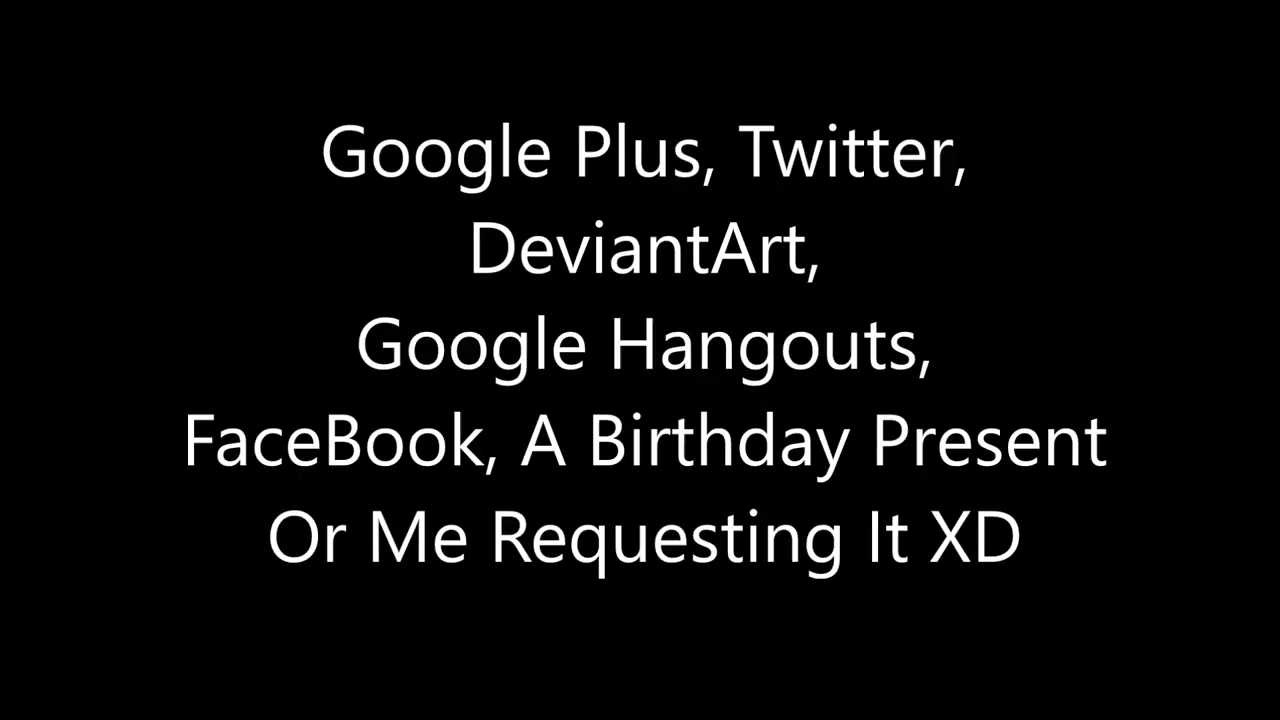 Google Plus, Twitter,
DeviantArt,
Google Hangouts,
FaceBook, A Birthday Present
Or Me Requesting It XD